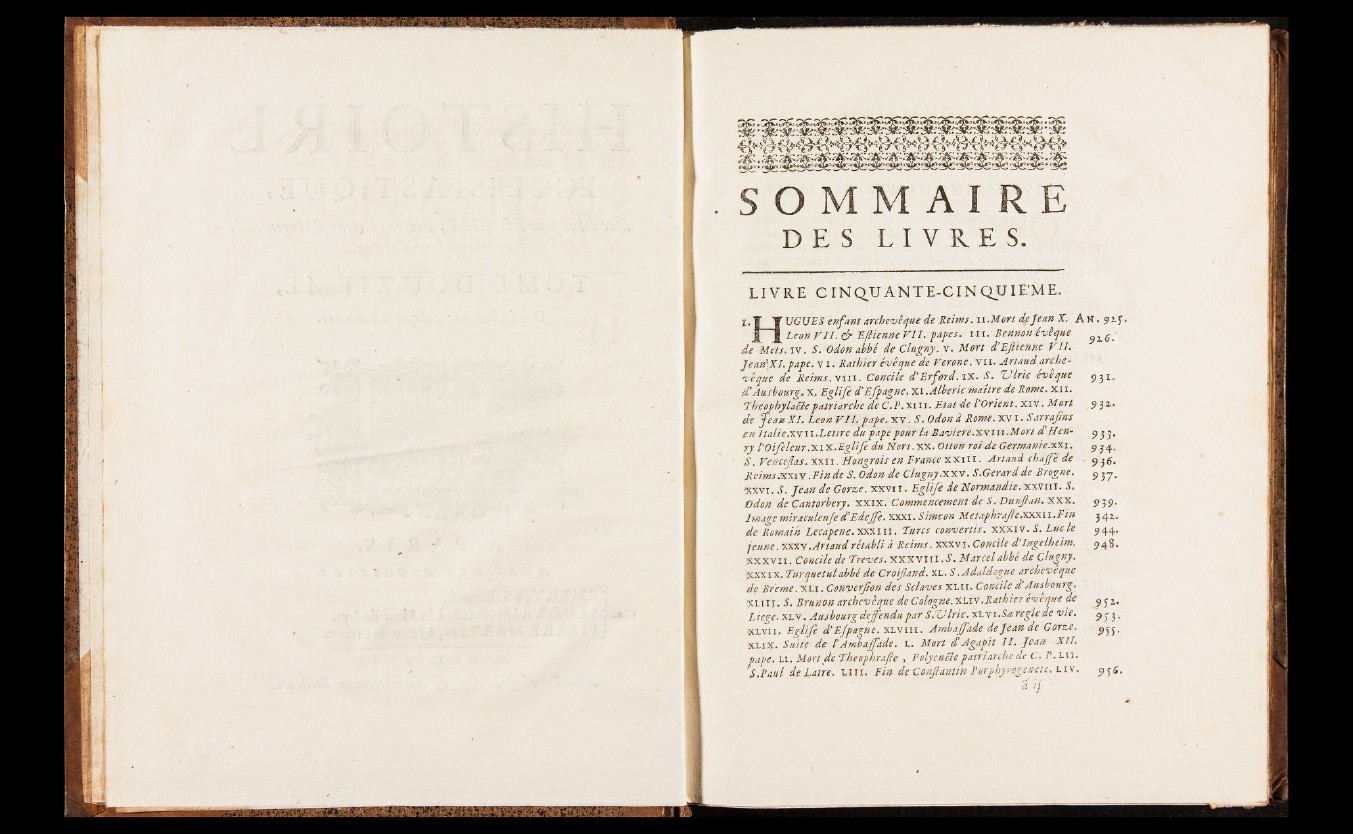 SOMMAIRE
DES LIVRES.
LIVRE CINQUANTE-CINQUIE'ME.
I. HUGUES enfant archevêque de Reims. II. Mort de Jean X. AN. 925.
Leon VII. & Eſtienne VII. papes. III. Bennon évêque 926.
de Mets. IV. S. Odon abbé de Clugny. V. Mort d'Eſtienne VII.
Jean XI. pape. VI. Rathier évêque de Verone. VII. Artaud arche-
vêque de Reims. VIII. Concile d'Erford. IX. S. Ulric évêque 931.
d'Ausbourg. X. Egliſe d'Eſpagne. XI. Alberic maître de Rome. XII.
Theophylacte patriarche de C.P. XIII. Etat de l'Orient. XIV. Mort 932.
de Jean XI. Leon VII. pape. XV. S. Odon à Rome. XVI. Sarraſins
en Italie. XVII. Lettre du pape pour la Baviere. XVIII. Mort d'Hen- 933.
ry l'Oiſeleur. XIX. Egliſe du Nort. XX. Otton roi de Germanie. XXI. 934.
S. Venceſlas. XXII. Hongrois en France XXIII. Artaud chaſſé de 936.
Reims. XXIV. Fin de S. Odon de Clugny. XXV. S. Gerard de Brogne. 937.
XXVI. S. Jean de Gorze. XXVII. Egliſe de Normandie. XXVIII. S.
Odon de Cantorbery. XXIX. Commencement de S. Dunſtan. XXX. 939.
Image miraculeuſe d'Edeſſe. XXXI. Simeon Metaphraſte. XXXII. Fin 342.
de Romain Lecapene. XXXIII. Turcs convertis. XXXIV. S. Luc le 944.
jeune. XXXV. Artaud rétabli à Reims. XXXVI. Concile d'Ingelheim. 948.
XXXVII. Concile de Treves. XXXVIII. S. Marcel abbé de Clugny.
XXXIX. Turquetul abbé de Croiſland. XL. S. Adaldague archevêque
de Brême. XLI. Converſion des Sclaves XLII. Concile d'Ausbourg.
XLIII. S. Brunon archevêque de Cologne. XLIV. Rathier évêque de 952.
Liege. XLV. Ausbourg deffendu par S. Ulric. XLVI. Sa regle de vie. 953.
XLVII. Egliſe d'Eſpagne. XLVIII. Ambaſſade de Jean de Gorze. 955.
XLIX. Suite de l'Ambaſſade. L. Mort d'Agapit II. Jean XII.
pape. LI. Mort de Theophraſte, Polyeucte patriarche de C. P. LII.
S. Paul de Latre. LIII. Fin de Conſtantin Porphyrogenete. LIV. 956.
ã ij